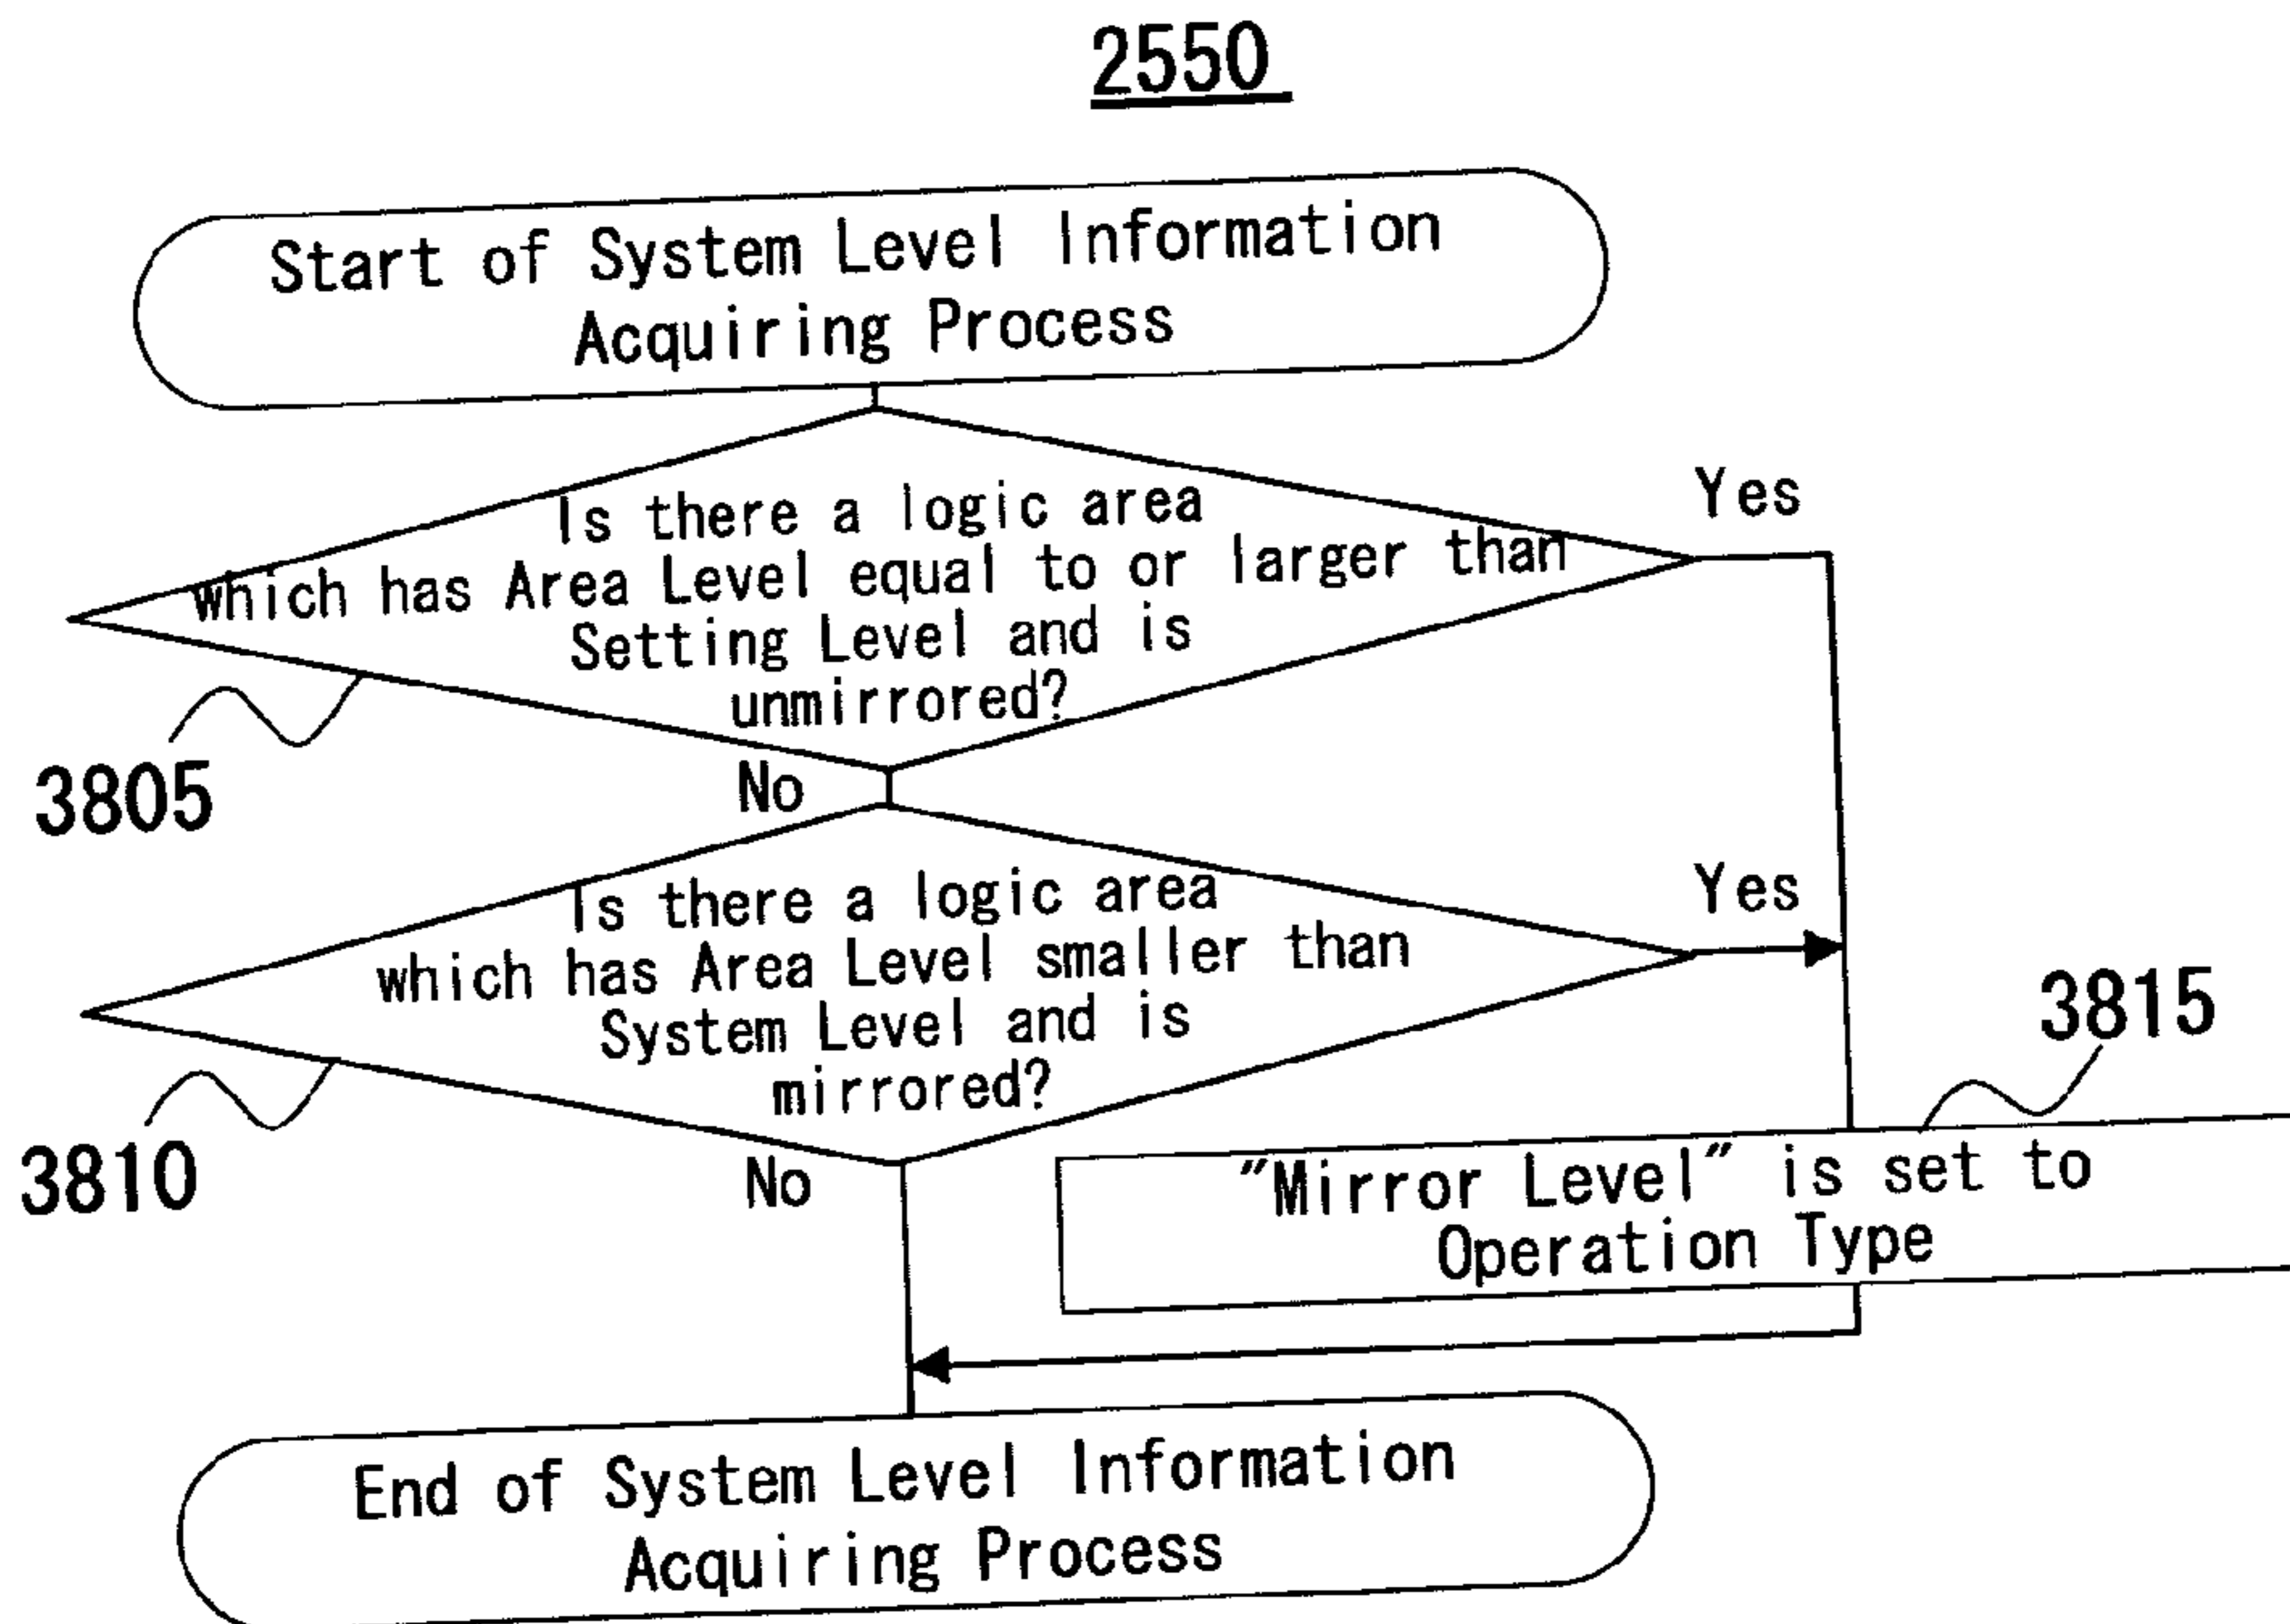 2550
Start of System Level Information
Acquiring Process
Is there a logic area
which has Area Level equal to or larger than
Setting Level and is
unmirrored?
Yes
3805
No
Is there a logic area
which has Area Level smaller than
System Level and is
mirrored?
Yes
3810
No
3815
"Mirror Level" is set to
Operation Type
End of System Level Information
Acquiring Process